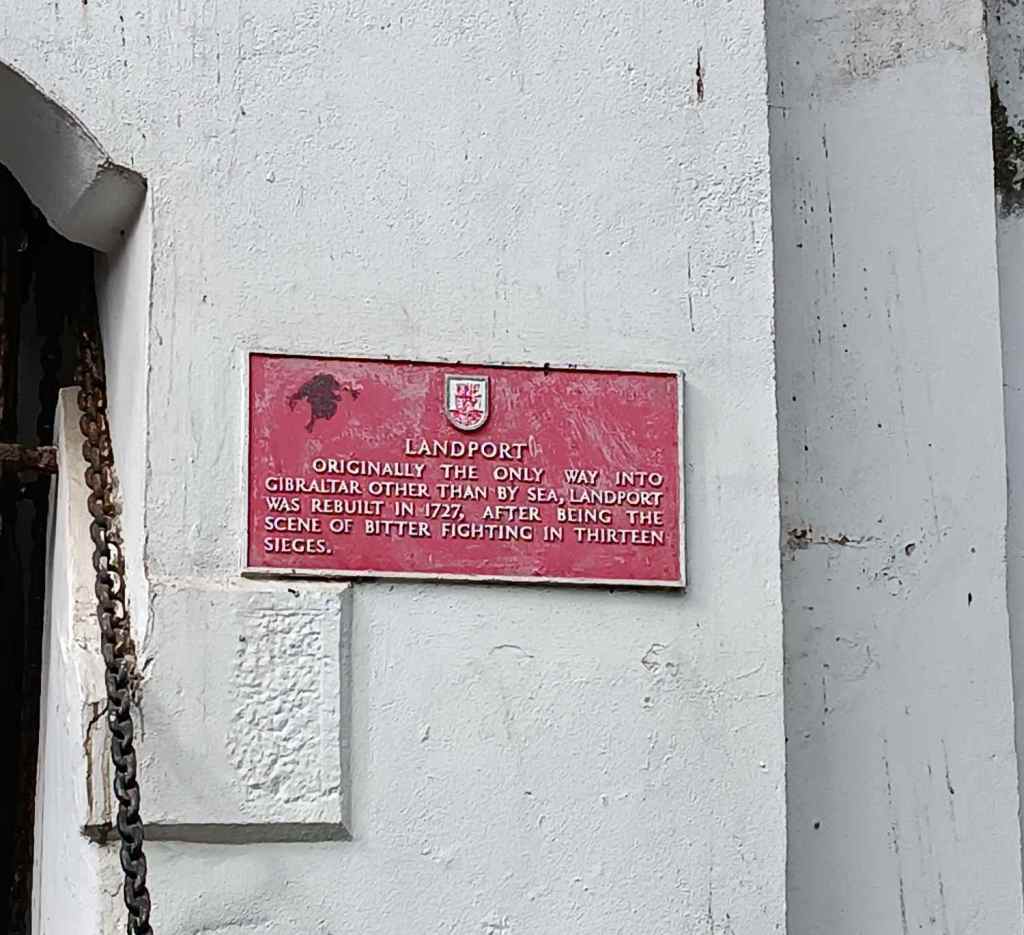 LANDPORT
ORIGINALLY THE ONLY WAY INTO
GIBRALTAR OTHER THAN BY SEA, LANDPORT
WAS REBUILT IN 1727, AFTER BEING THE
SCENE OF BITTER FIGHTING IN THIRTEEN
SIEGES.